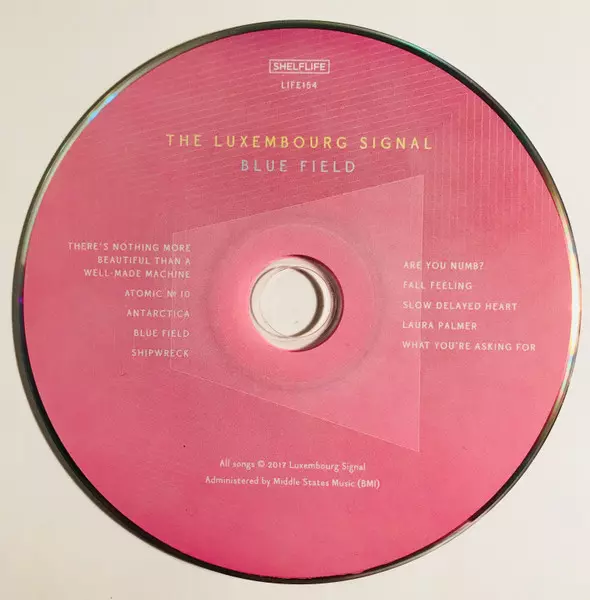 SHELFLIFE
LIFE154
THE LUXEMBOURG SIGNAL
BLUE FIELD
THERE'S NOTHING MORE
BEAUTIFUL THAN A
WELL-MADE MACHINE
ATOMIC № 10
ANTARCTICA
BLUE FIELD
SHIPWRECK
ARE YOU NUMB?
FALL FEELING
SLOW DELAYED HEART
LAURA PALMER
WHAT YOU'RE ASKING FOR
All songs © 2017 Luxembourg Signal
Administered by Middle States Music (BMI)